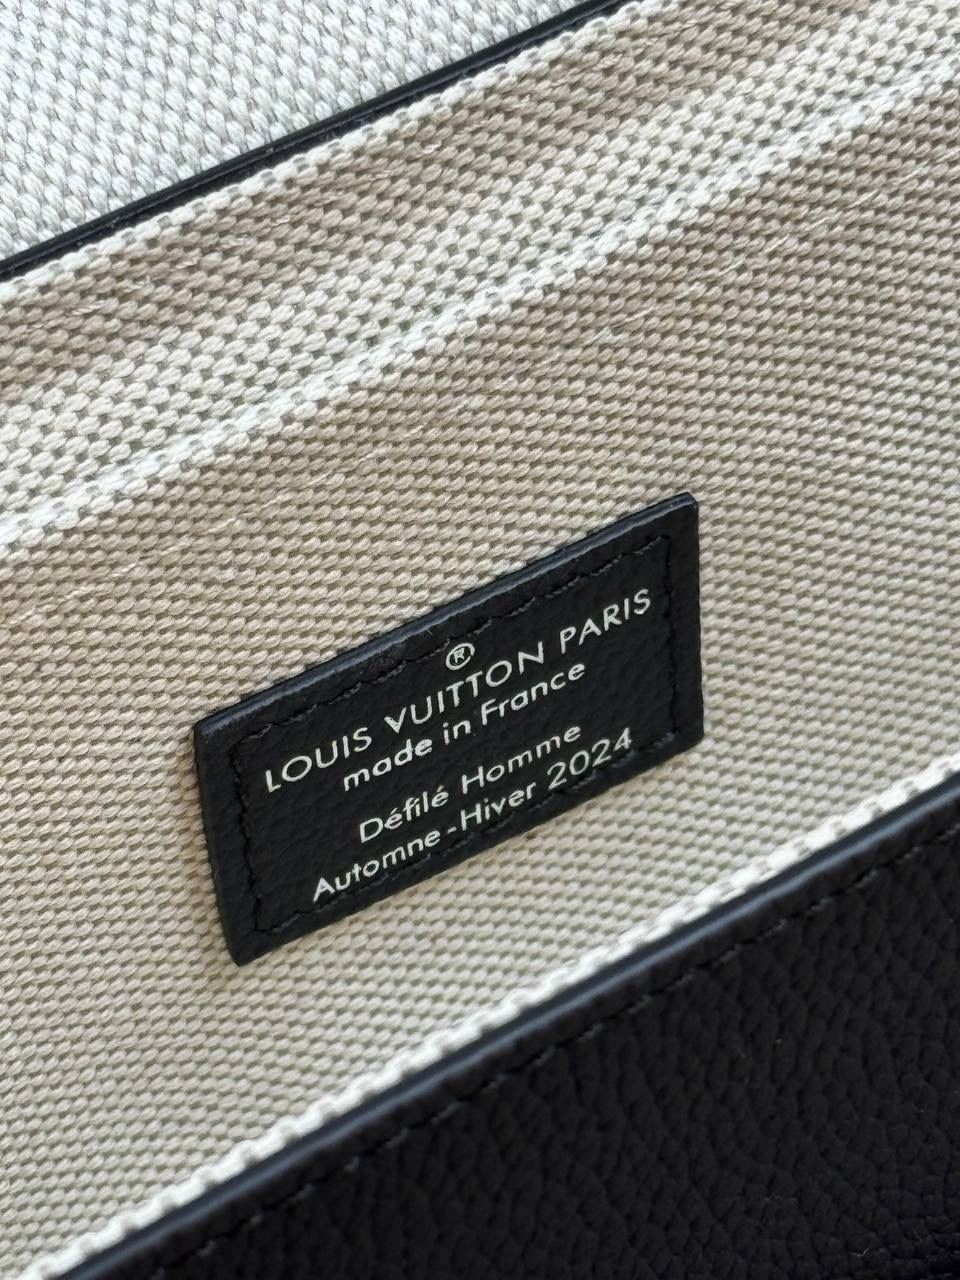 ®
LOUIS VUITTON PARIS
made in France
Défilé Homme
Automne-Hiver 2024